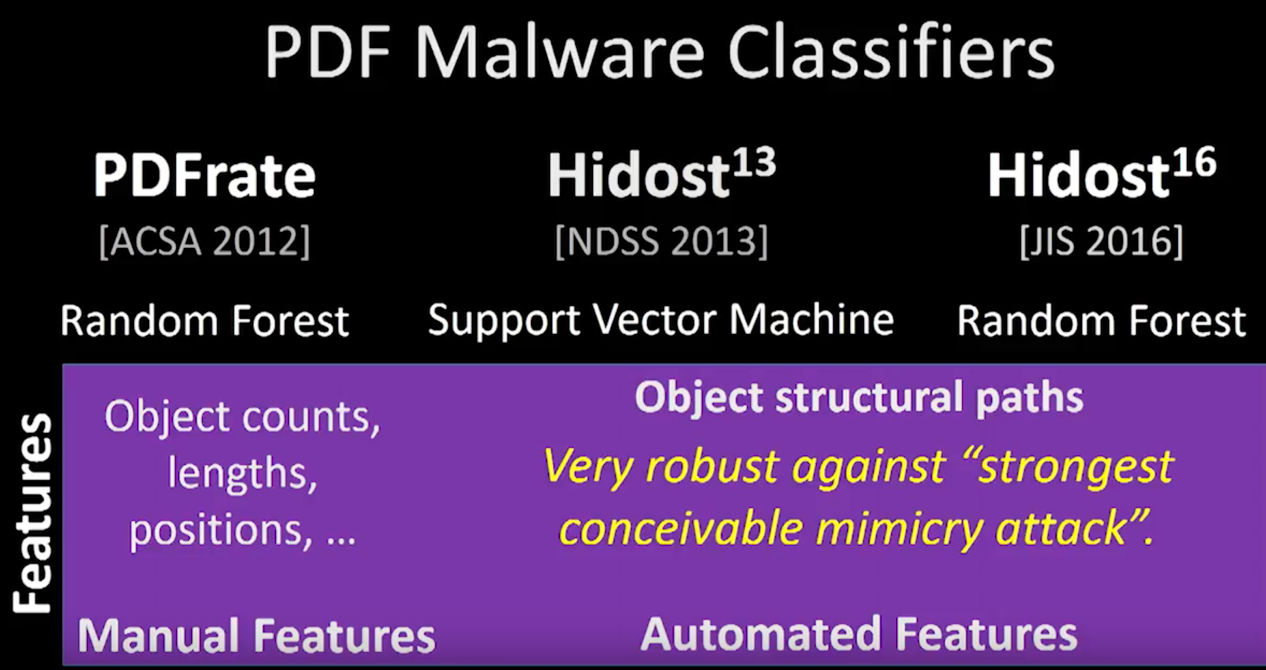 PDF Malware Classifiers
PDFrate
[ACSA 2012]
Random Forest
Hidost13
[NDSS 2013]
Support Vector Machine
Hidost16
[JIS 2016]
Random Forest
Features
Object counts,
lengths,
positions, ...
Manual Features
Object structural paths
Very robust against “strongest
conceivable mimicry attack”.
Automated Features